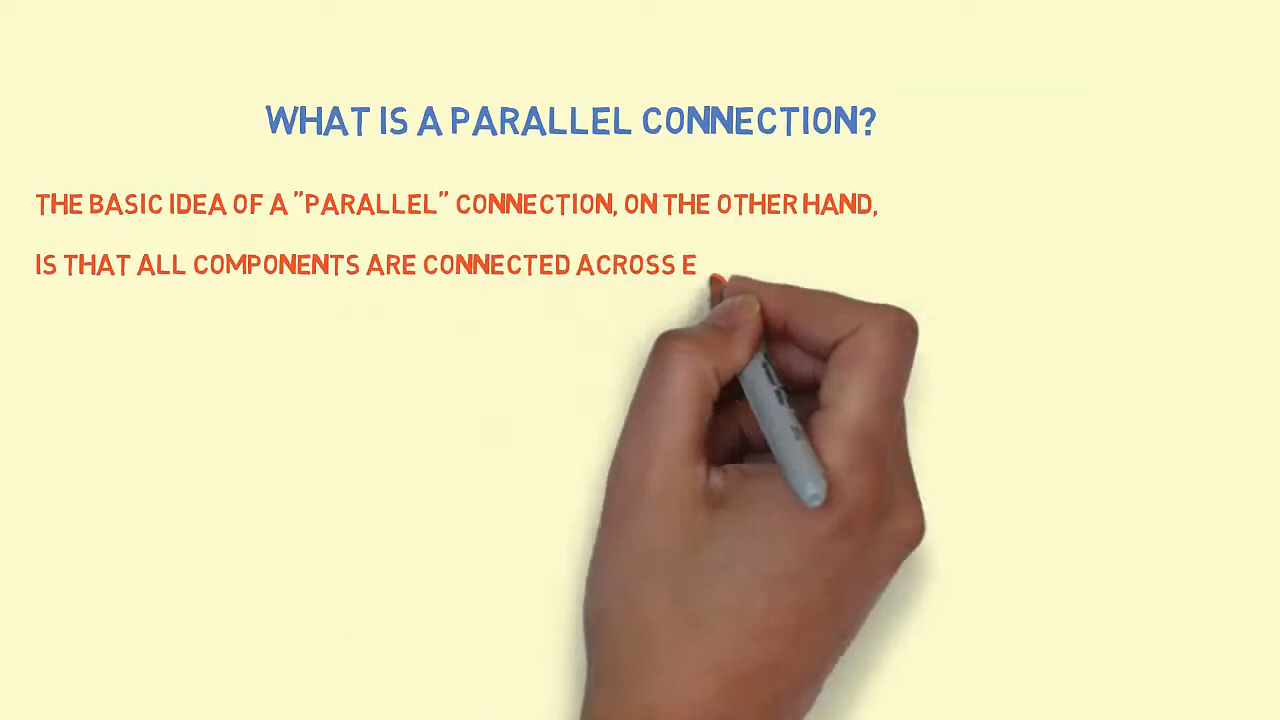 WHAT IS A PARALLEL CONNECTION?
THE BASIC IDEA OF A "PARALLEL" CONNECTION, ON THE OTHER HAND,
IS THAT ALL COMPONENTS ARE CONNECTED ACROSS E